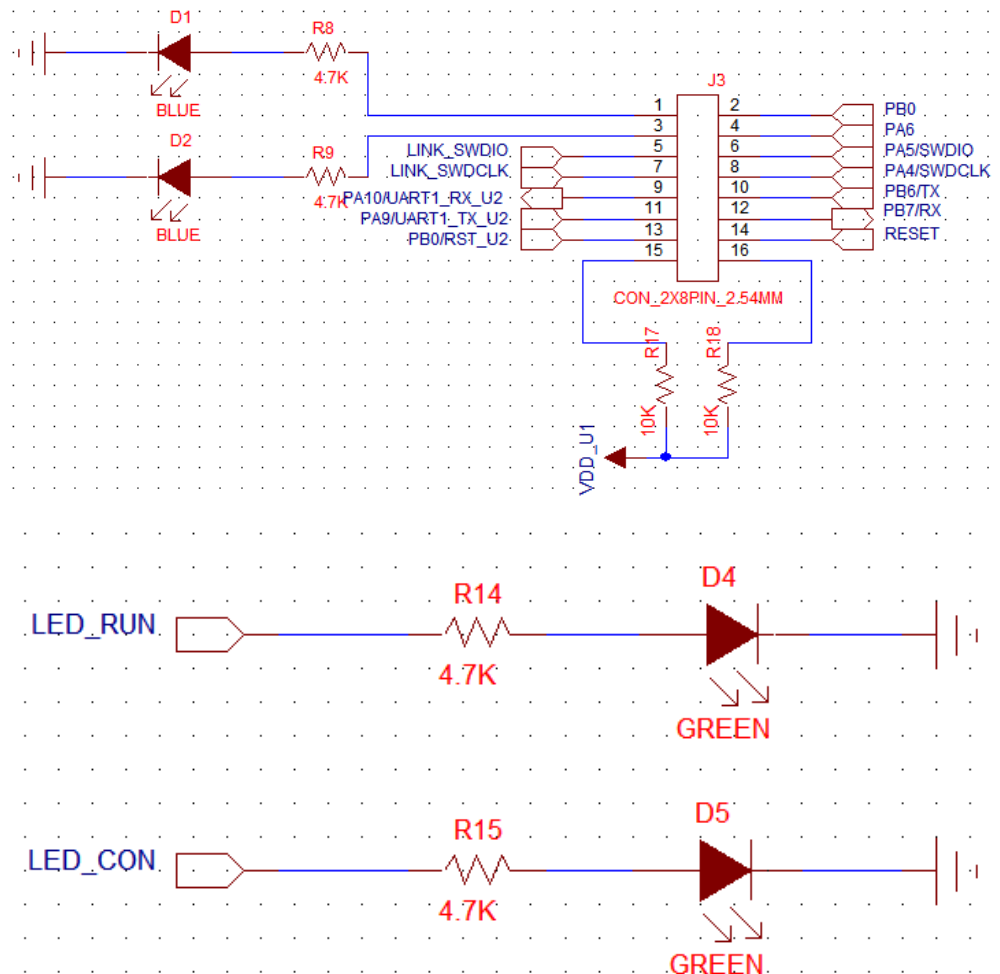 D1
R8
4.7K
BLUE
J3
1
2
PB0
3
4
PA6
D2
R9
4.7K
BLUE
LINK_SWDIO
5
6
PA5/SWDIO
LINK_SWDCLK
7
8
PA4/SWDCLK
PA10/UART1_RX_U2
9
10
PB6/TX
PA9/UART1_TX_U2
11
12
PB7/RX
PB0/RST_U2
13
14
RESET
15
16
CON_2X8PIN_2.54MM
R17
R18
10K
10K
VDD_U1
LED_RUN
R14
4.7K
D4
GREEN
LED_CON
R15
4.7K
D5
GREEN